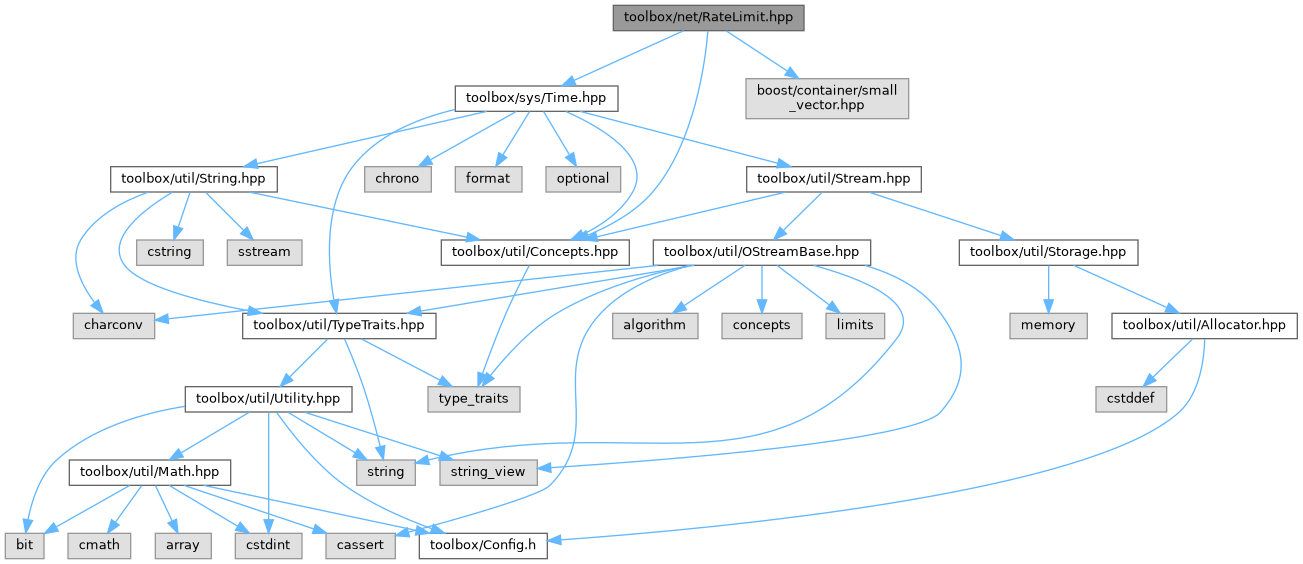 toolbox/net/RateLimit.hpp
toolbox/sys/Time.hpp
boost/container/small
_vector.hpp
toolbox/util/String.hpp
chrono
format
optional
toolbox/util/Stream.hpp
cstring
sstream
toolbox/util/Concepts.hpp
toolbox/util/OStreamBase.hpp
toolbox/util/Storage.hpp
charconv
toolbox/util/TypeTraits.hpp
algorithm
concepts
limits
memory
toolbox/util/Allocator.hpp
toolbox/util/Utility.hpp
type_traits
cstddef
toolbox/util/Math.hpp
string
string_view
bit
cmath
array
cstdint
cassert
toolbox/Config.h